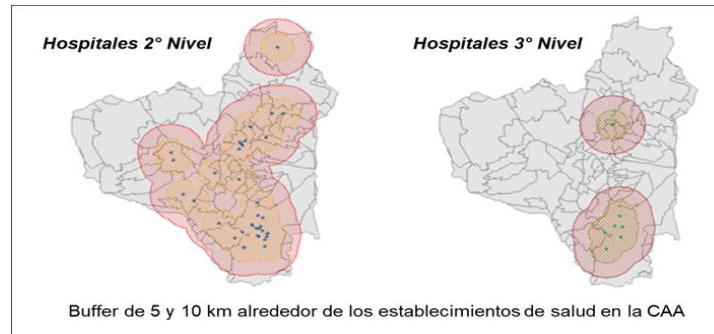 Hospitales 2° Nivel
Hospitales 3° Nivel
Buffer de 5 y 10 km alrededor de los establecimientos de salud en la CAA